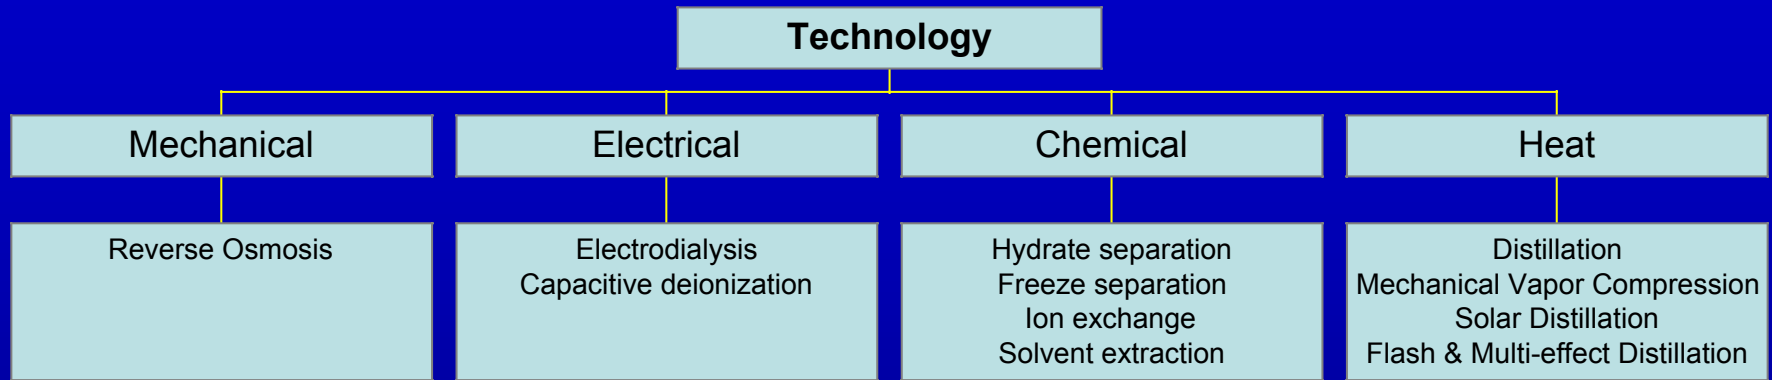 Technology
Mechanical
Electrical
Chemical
Heat
Reverse Osmosis
Electrodialysis
Capacitive deionization
Hydrate separation
Freeze separation
Ion exchange
Solvent extraction
Distillation
Mechanical Vapor Compression
Solar Distillation
Flash & Multi-effect Distillation